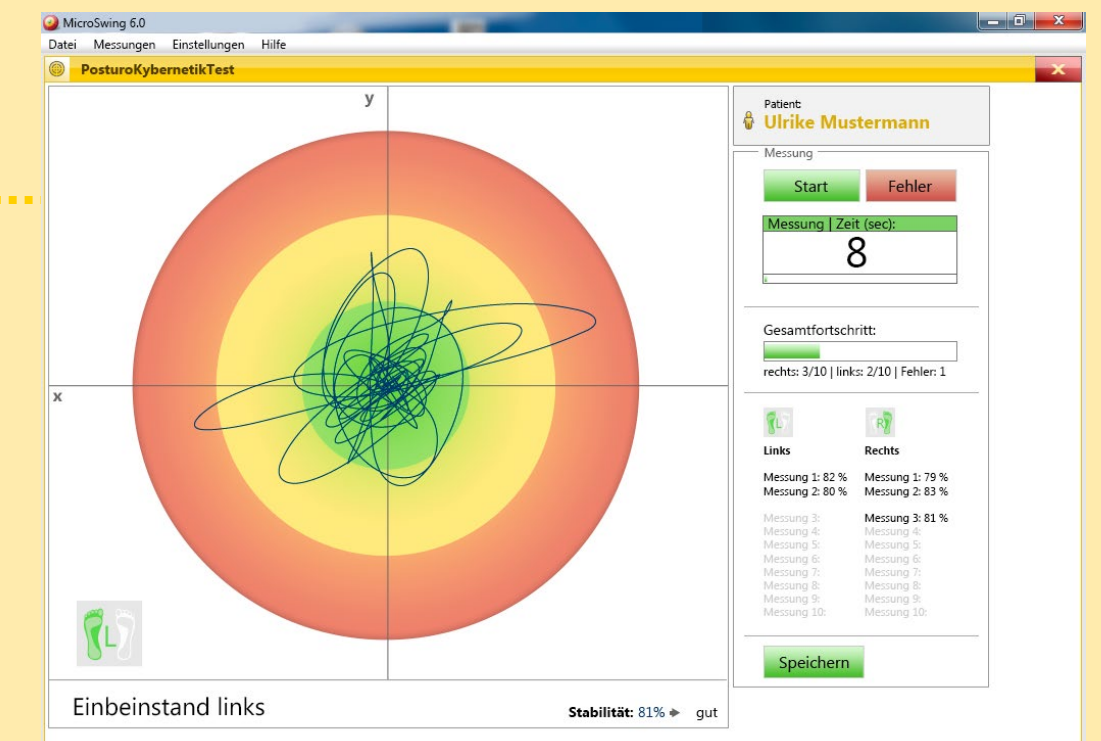 MicroSwing 6.0
Datei Messungen Einstellungen Hilfe
PosturoKybernetikTest
y
x
L
Einbeinstand links
Stabilität: 81% gut
Patient:
Ulrike Mustermann
Messung
Start Fehler
Messung | Zeit (sec):
8
Gesamtfortschritt:
rechts: 3/10 | links: 2/10 | Fehler: 1
L R
Links Rechts
Messung 1: 82 % Messung 1: 79 %
Messung 2: 80 % Messung 2: 83 %
Messung 3: Messung 3: 81 %
Messung 4: Messung 4:
Messung 5: Messung 5:
Messung 6: Messung 6:
Messung 7: Messung 7:
Messung 8: Messung 8:
Messung 9: Messung 9:
Messung 10: Messung 10:
Speichern